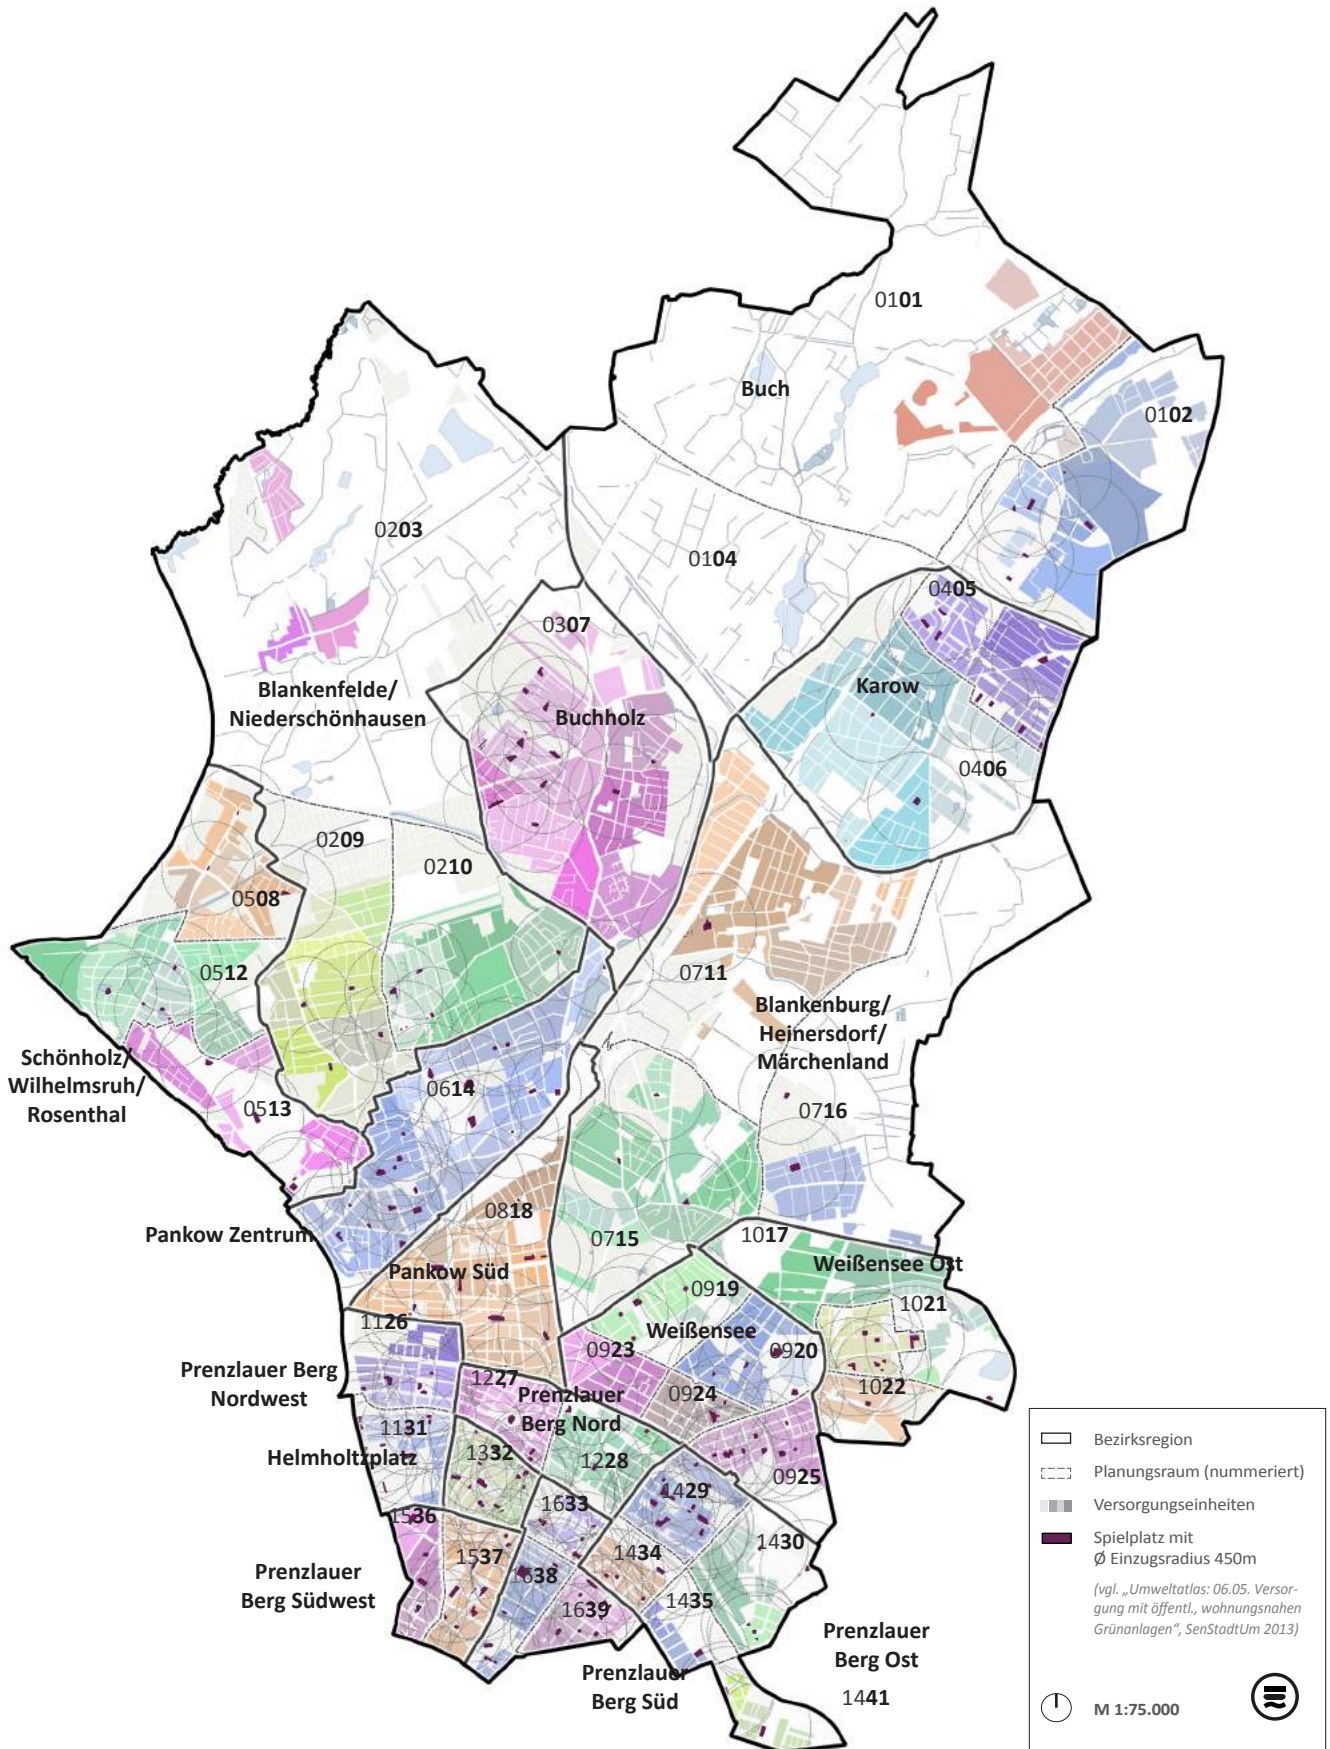 0101
Buch
0102
0203
0104
0405
0307
Karow
Blankenfelde/
Niederschönhausen
Buchholz
0406
0209
0210
0508
0512
0711
Blankenburg/
Heinersdorf/
Märchenland
Schönholz/
Wilhelmsruh/
Rosenthal
0614
0513
0716
0818
Pankow Zentrum
0715
1017
Weißensee Ost
Pankow Süd
0919
1021
1126
Weißensee
0923
0920
Prenzlauer Berg
Nordwest
1227
Prenzlauer
Berg Nord
0924
1022
1131
Helmholtzplatz
1332
1228
0925
1429
1633
1536
1430
1537
1434
Prenzlauer
Berg Südwest
1638
1639
1435
Prenzlauer
Berg Ost
Prenzlauer
Berg Süd
1441
Bezirksregion
Planungsraum (nummeriert)
Versorgungseinheiten
Spielplatz mit
Ø Einzugsradius 450m
(vgl. „Umweltatlas: 06.05. Versor-
gung mit öffentl., wohnungsnahen
Grünanlagen“, SenStadtUm 2013)
M 1:75.000